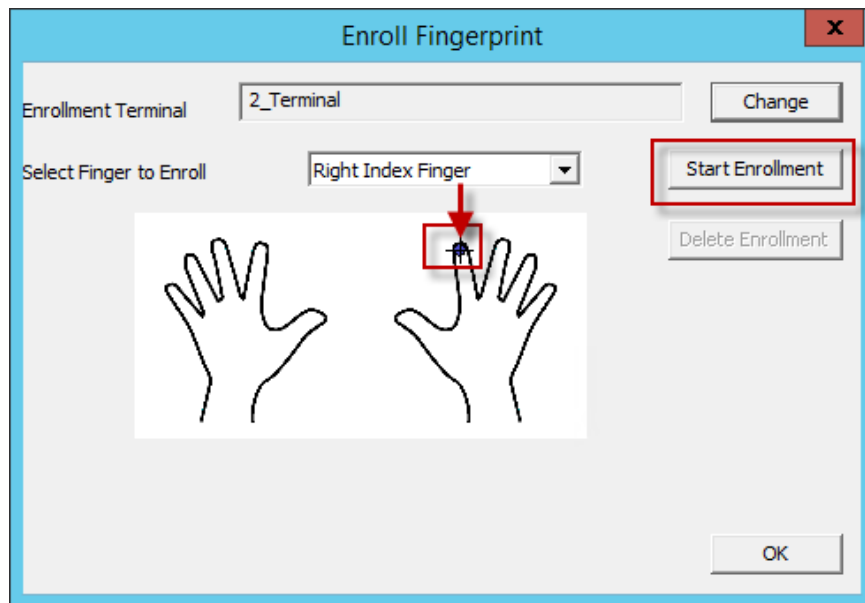 Enroll Fingerprint
x
Enrollment Terminal 2_Terminal Change
Select Finger to Enroll Right Index Finger Start Enrollment
Delete Enrollment
OK